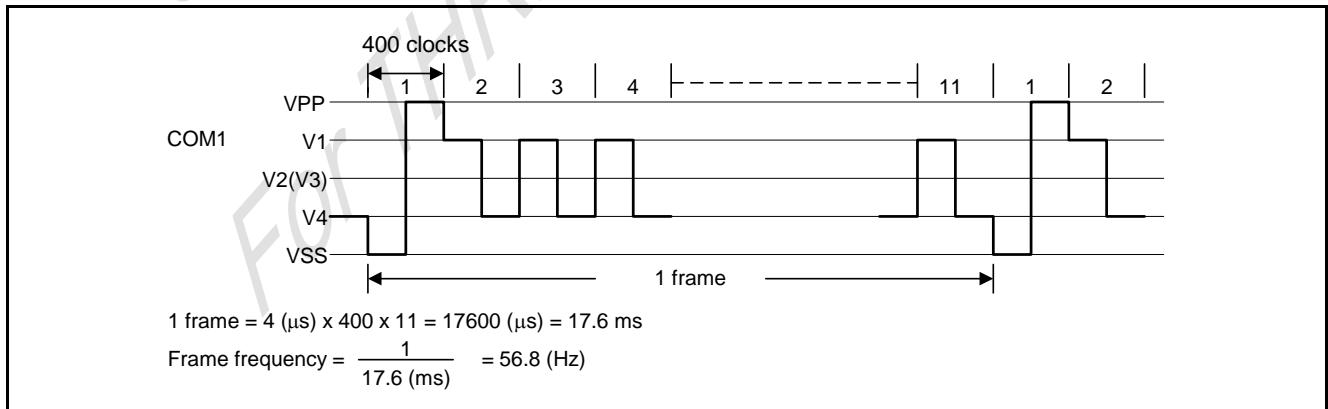 400 clocks
1 2 3 4 11 1 2
VPP
COM1 V1
V2(V3)
V4
VSS
1 frame
1 frame = 4 (μs) x 400 x 11 = 17600 (μs) = 17.6 ms
Frame frequency = 1 / 17.6 (ms) = 56.8 (Hz)